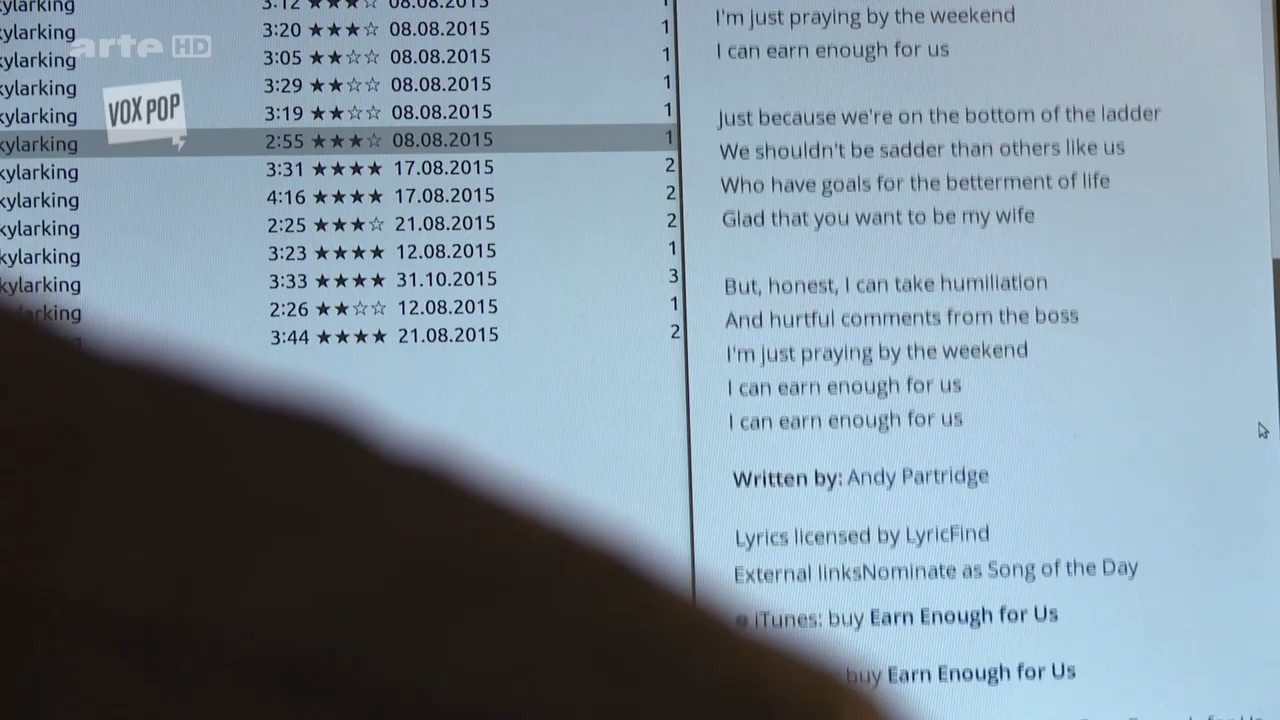 kylarking 3:12 ★★★☆ 08.08.2015 1
kylarking 3:20 ★★★☆ 08.08.2015 1
kylarking 3:05 ★★☆☆ 08.08.2015 1
kylarking 3:29 ★★☆☆ 08.08.2015 1
kylarking 3:19 ★★☆☆ 08.08.2015 1
kylarking 2:55 ★★★☆ 08.08.2015 1
kylarking 3:31 ★★★★ 17.08.2015 2
kylarking 4:16 ★★★★ 17.08.2015 2
kylarking 2:25 ★★★☆ 21.08.2015 2
kylarking 3:23 ★★★★ 12.08.2015 1
kylarking 3:33 ★★★★ 31.10.2015 3
arking 2:26 ★★☆☆ 12.08.2015 1
3:44 ★★★★ 21.08.2015 2
arte HD
VOX POP
I'm just praying by the weekend
I can earn enough for us
Just because we're on the bottom of the ladder
We shouldn't be sadder than others like us
Who have goals for the betterment of life
Glad that you want to be my wife
But, honest, I can take humiliation
And hurtful comments from the boss
I'm just praying by the weekend
I can earn enough for us
I can earn enough for us
Written by: Andy Partridge
Lyrics licensed by LyricFind
External linksNominate as Song of the Day
iTunes: buy Earn Enough for Us
buy Earn Enough for Us